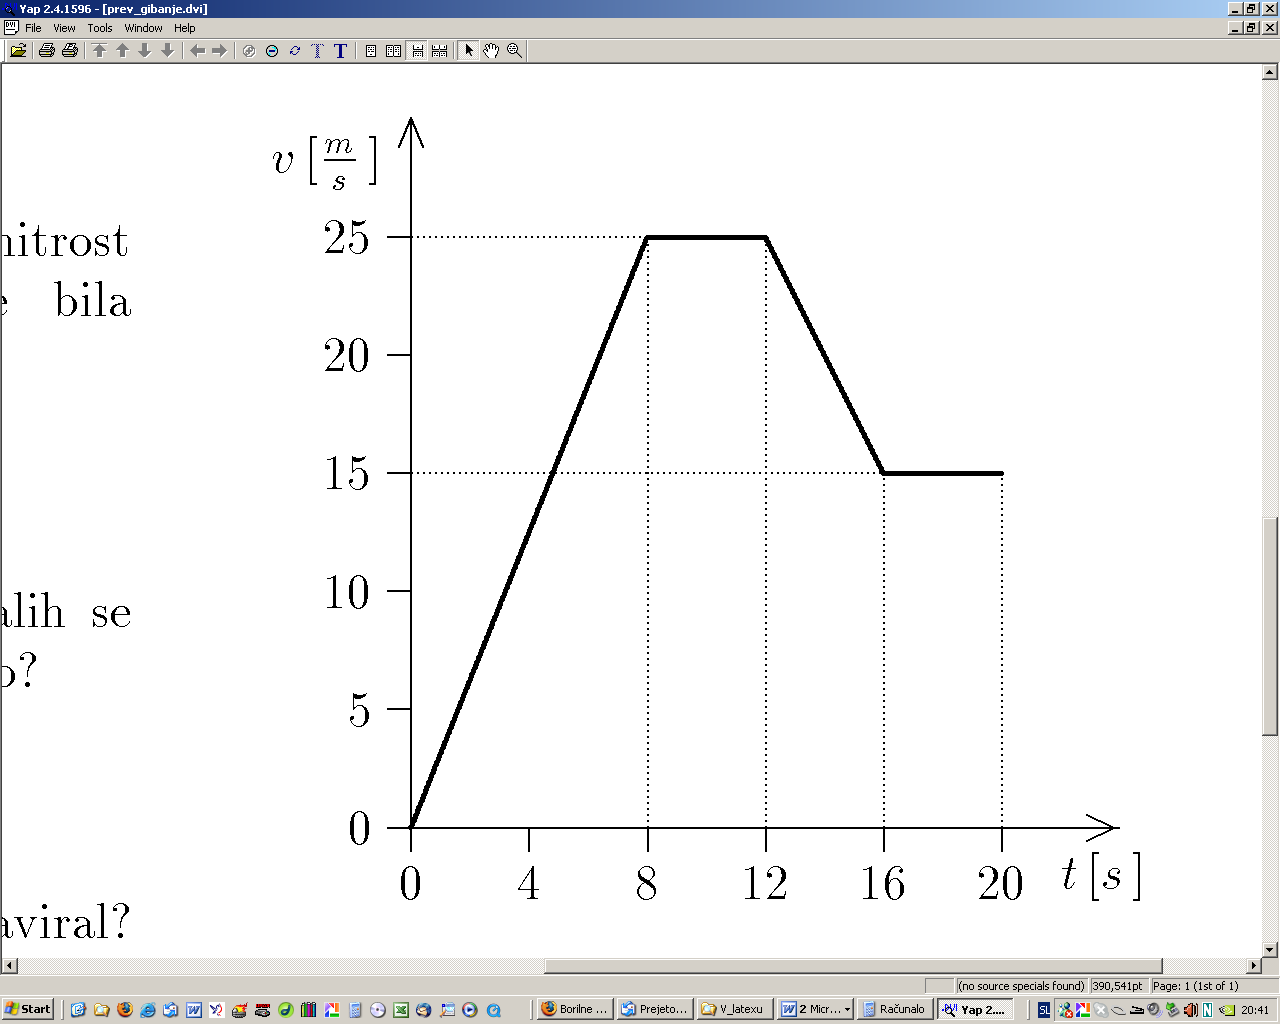 Yap 2.4.1596 - [prev_gibanje.dvi]
File View Tools Window Help
v [m/s]
25
20
15
10
5
0
0 4 8 12 16 20 t [s]
nitrost
e bila
alih se
o?
aviral?
(no source specials found) 390,541pt Page: 1 (1st of 1)
Start Borilne ... Prejeto... V_latexu 2 Micr... Računalo Yap 2.... SL 20:41